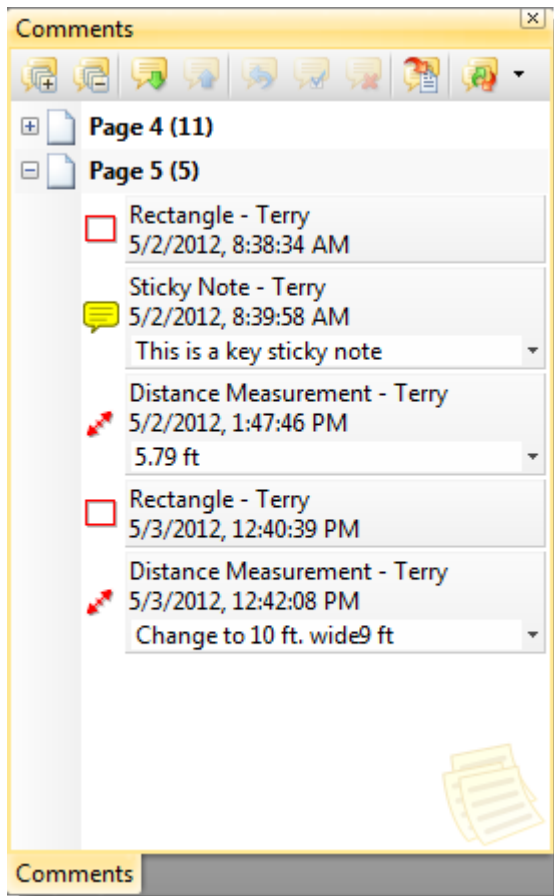 Comments
Page 4 (11)
Page 5 (5)
Rectangle - Terry
5/2/2012, 8:38:34 AM
Sticky Note - Terry
5/2/2012, 8:39:58 AM
This is a key sticky note
Distance Measurement - Terry
5/2/2012, 1:47:46 PM
5.79 ft
Rectangle - Terry
5/3/2012, 12:40:39 PM
Distance Measurement - Terry
5/3/2012, 12:42:08 PM
Change to 10 ft. wide9 ft
Comments